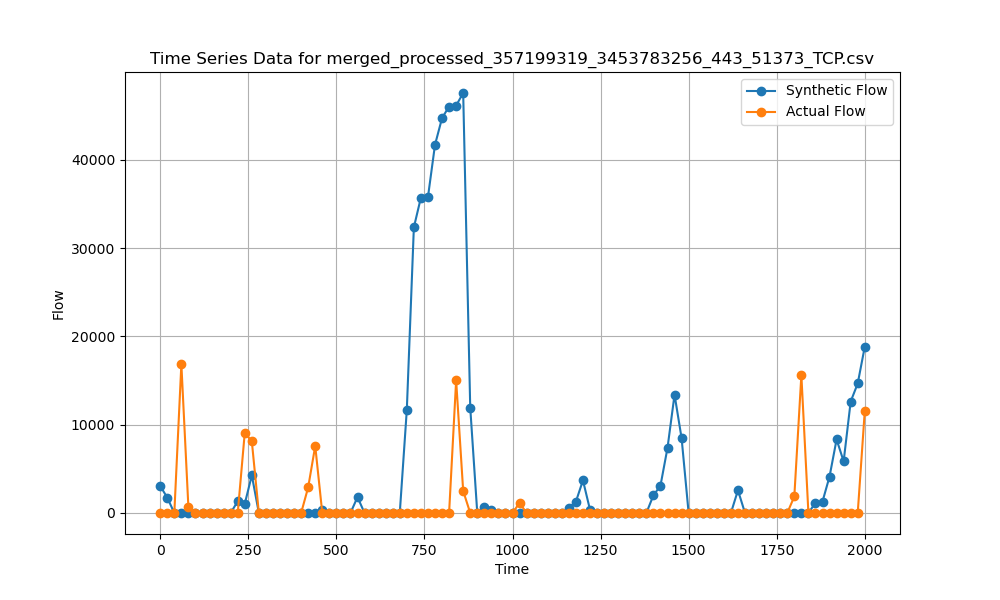 Time Series Data for merged_processed_357199319_3453783256_443_51373_TCP.csv
Synthetic Flow
Actual Flow
Flow
40000
30000
20000
10000
0
0 250 500 750 1000 1250 1500 1750 2000
Time